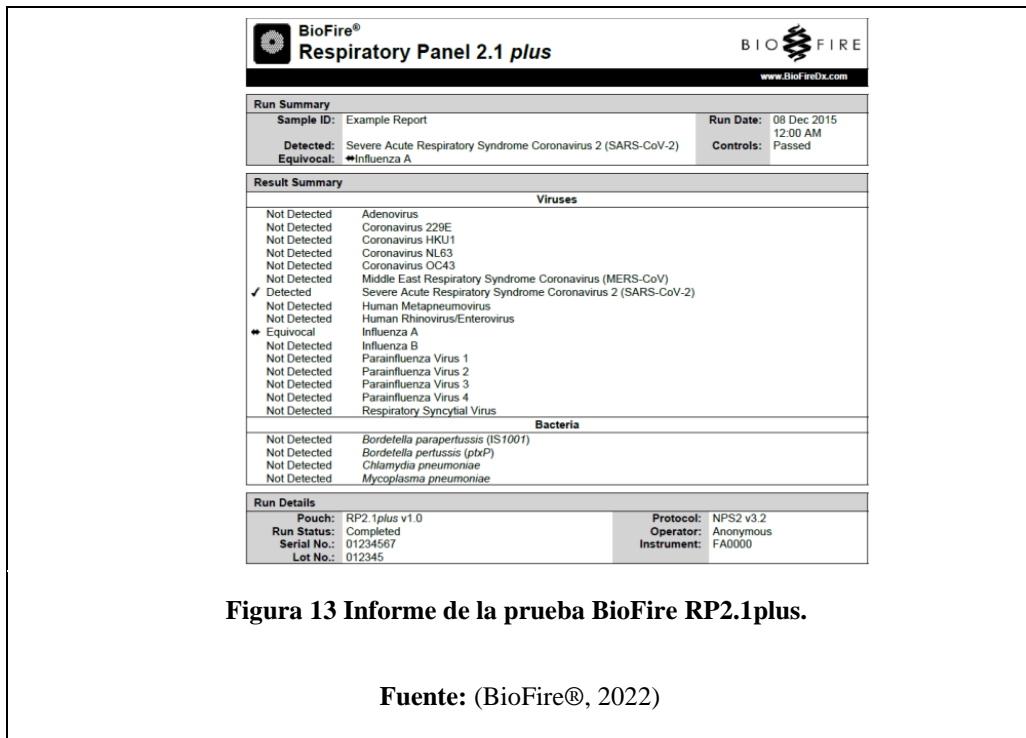 BioFire®
Respiratory Panel 2.1 plus
BIO FIRE
www.BioFireDx.com
Run Summary
Sample ID: Example Report Run Date: 08 Dec 2015
12:00 AM
Detected: Severe Acute Respiratory Syndrome Coronavirus 2 (SARS-CoV-2) Controls: Passed
Equivocal: Influenza A
Result Summary
Viruses
Not Detected Adenovirus
Not Detected Coronavirus 229E
Not Detected Coronavirus HKU1
Not Detected Coronavirus NL63
Not Detected Coronavirus OC43
Not Detected Middle East Respiratory Syndrome Coronavirus (MERS-CoV)
✓ Detected Severe Acute Respiratory Syndrome Coronavirus 2 (SARS-CoV-2)
Not Detected Human Metapneumovirus
Not Detected Human Rhinovirus/Enterovirus
Equivocal Influenza A
Not Detected Influenza B
Not Detected Parainfluenza Virus 1
Not Detected Parainfluenza Virus 2
Not Detected Parainfluenza Virus 3
Not Detected Parainfluenza Virus 4
Not Detected Respiratory Syncytial Virus
Bacteria
Not Detected Bordetella parapertussis (IS1001)
Not Detected Bordetella pertussis (ptxP)
Not Detected Chlamydia pneumoniae
Not Detected Mycoplasma pneumoniae
Run Details
Pouch: RP2.1plus v1.0 Protocol: NPS2 v3.2
Run Status: Completed Operator: Anonymous
Serial No.: 01234567 Instrument: FA0000
Lot No.: 012345
Figura 13 Informe de la prueba BioFire RP2.1plus.
Fuente: (BioFire®, 2022)